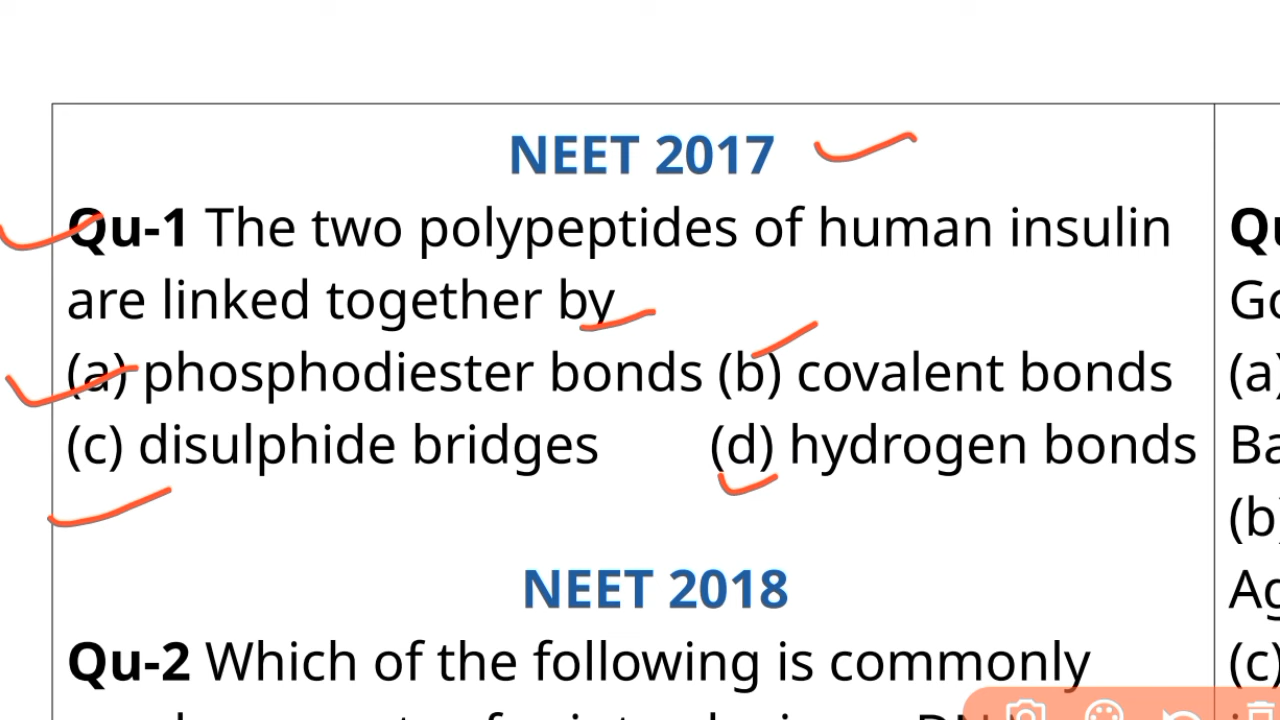 NEET 2017
Qu-1 The two polypeptides of human insulin
are linked together by
(a) phosphodiester bonds (b) covalent bonds
(c) disulphide bridges (d) hydrogen bonds
NEET 2018
Qu-2 Which of the following is commonly
(a)
(b)
(c)